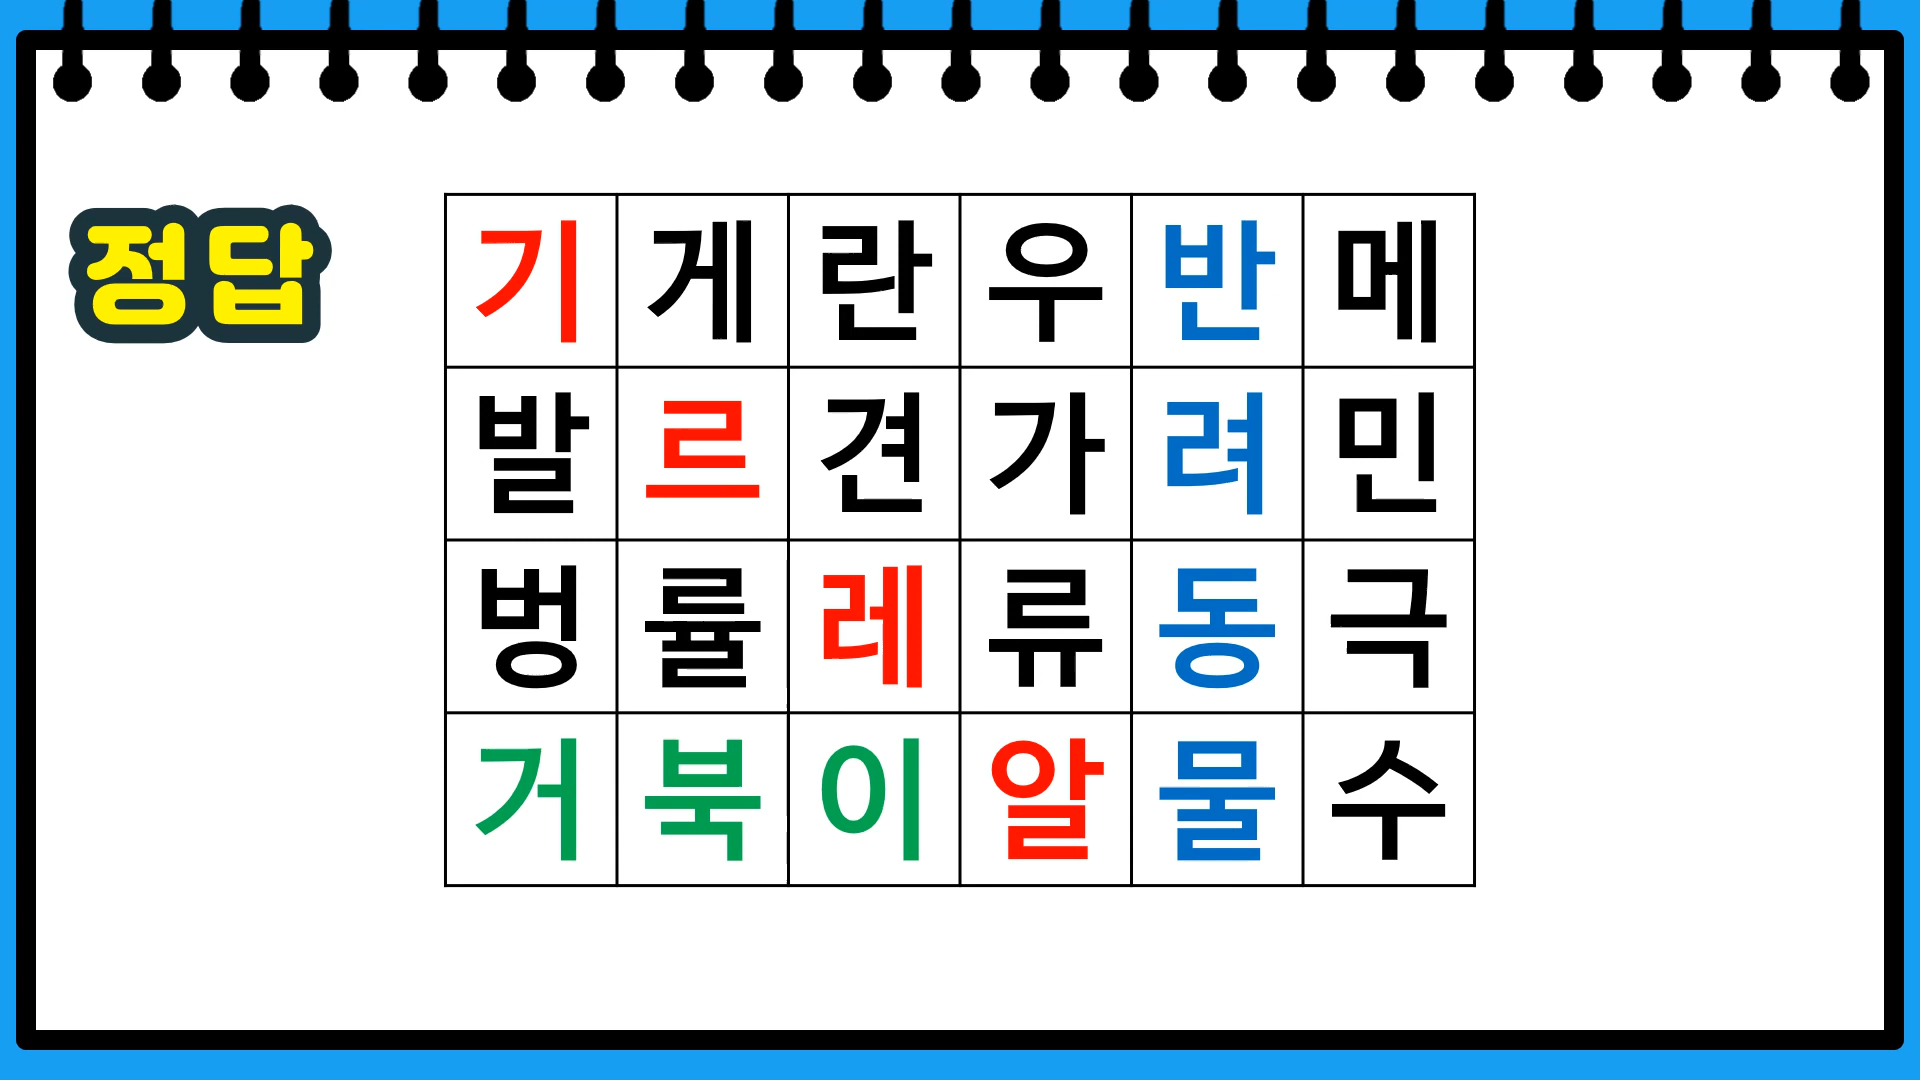 정답
기 게 란 우 반 메
발 르 견 가 려 민
벙 률 레 류 동 극
거 북 이 알 물 수